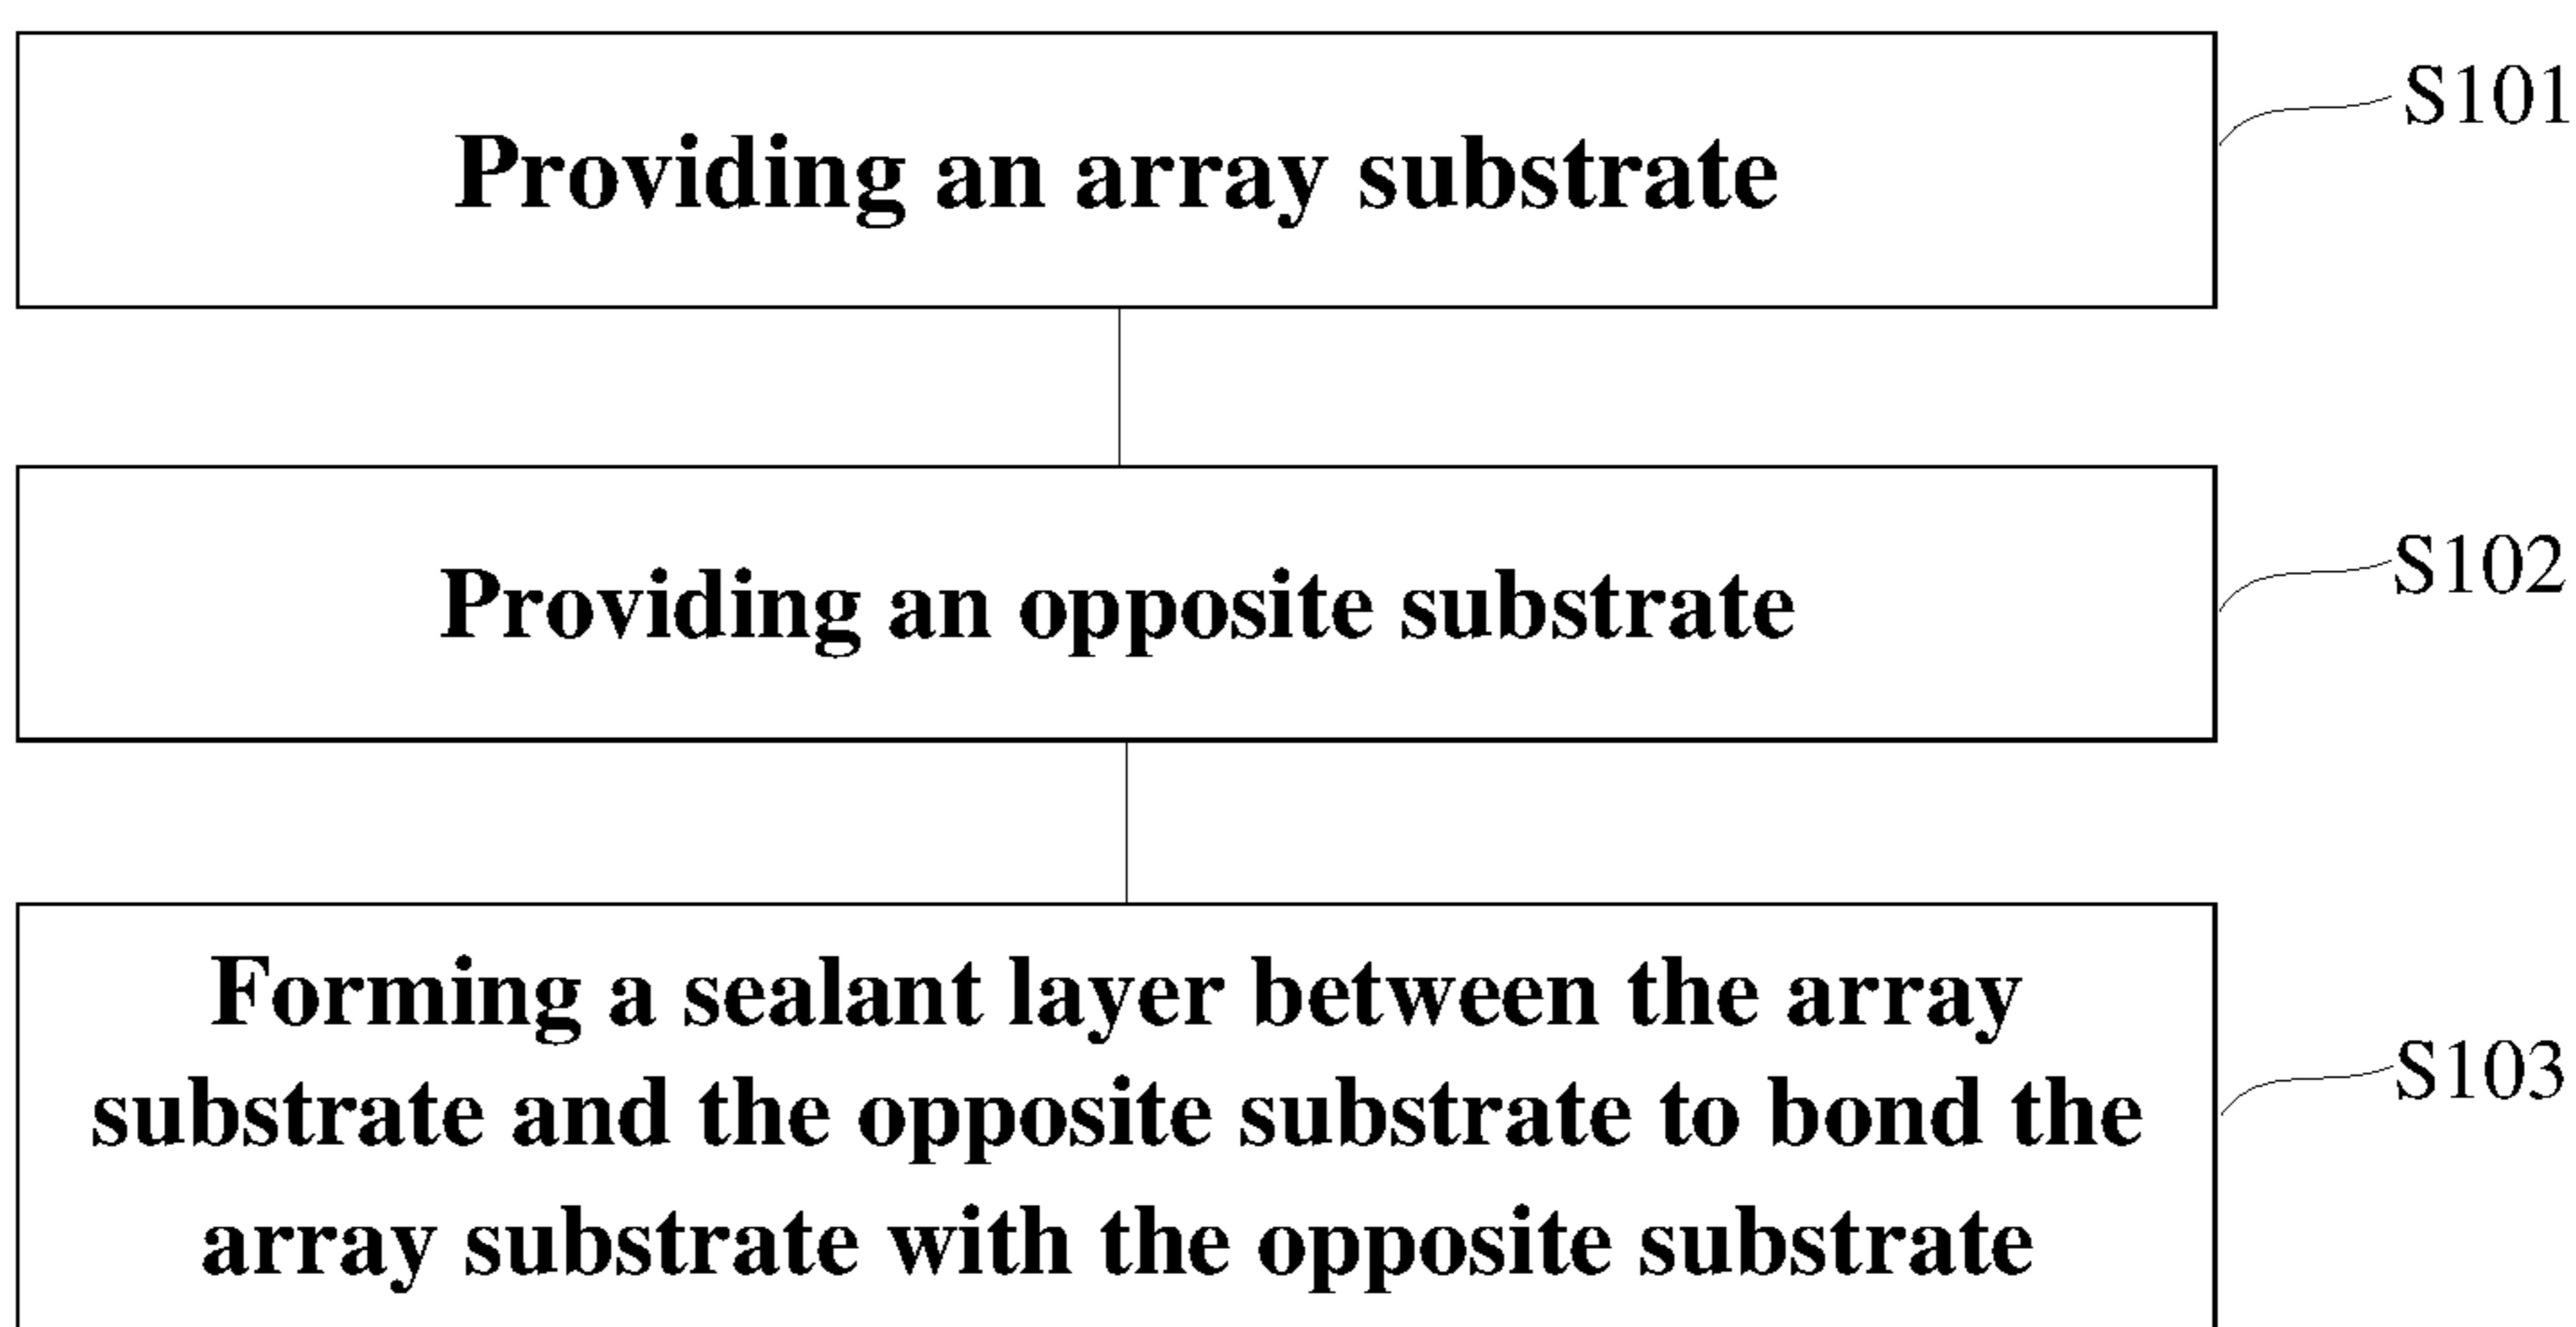 Providing an array substrate
S101
Providing an opposite substrate
S102
Forming a sealant layer between the array
substrate and the opposite substrate to bond the
array substrate with the opposite substrate
S103